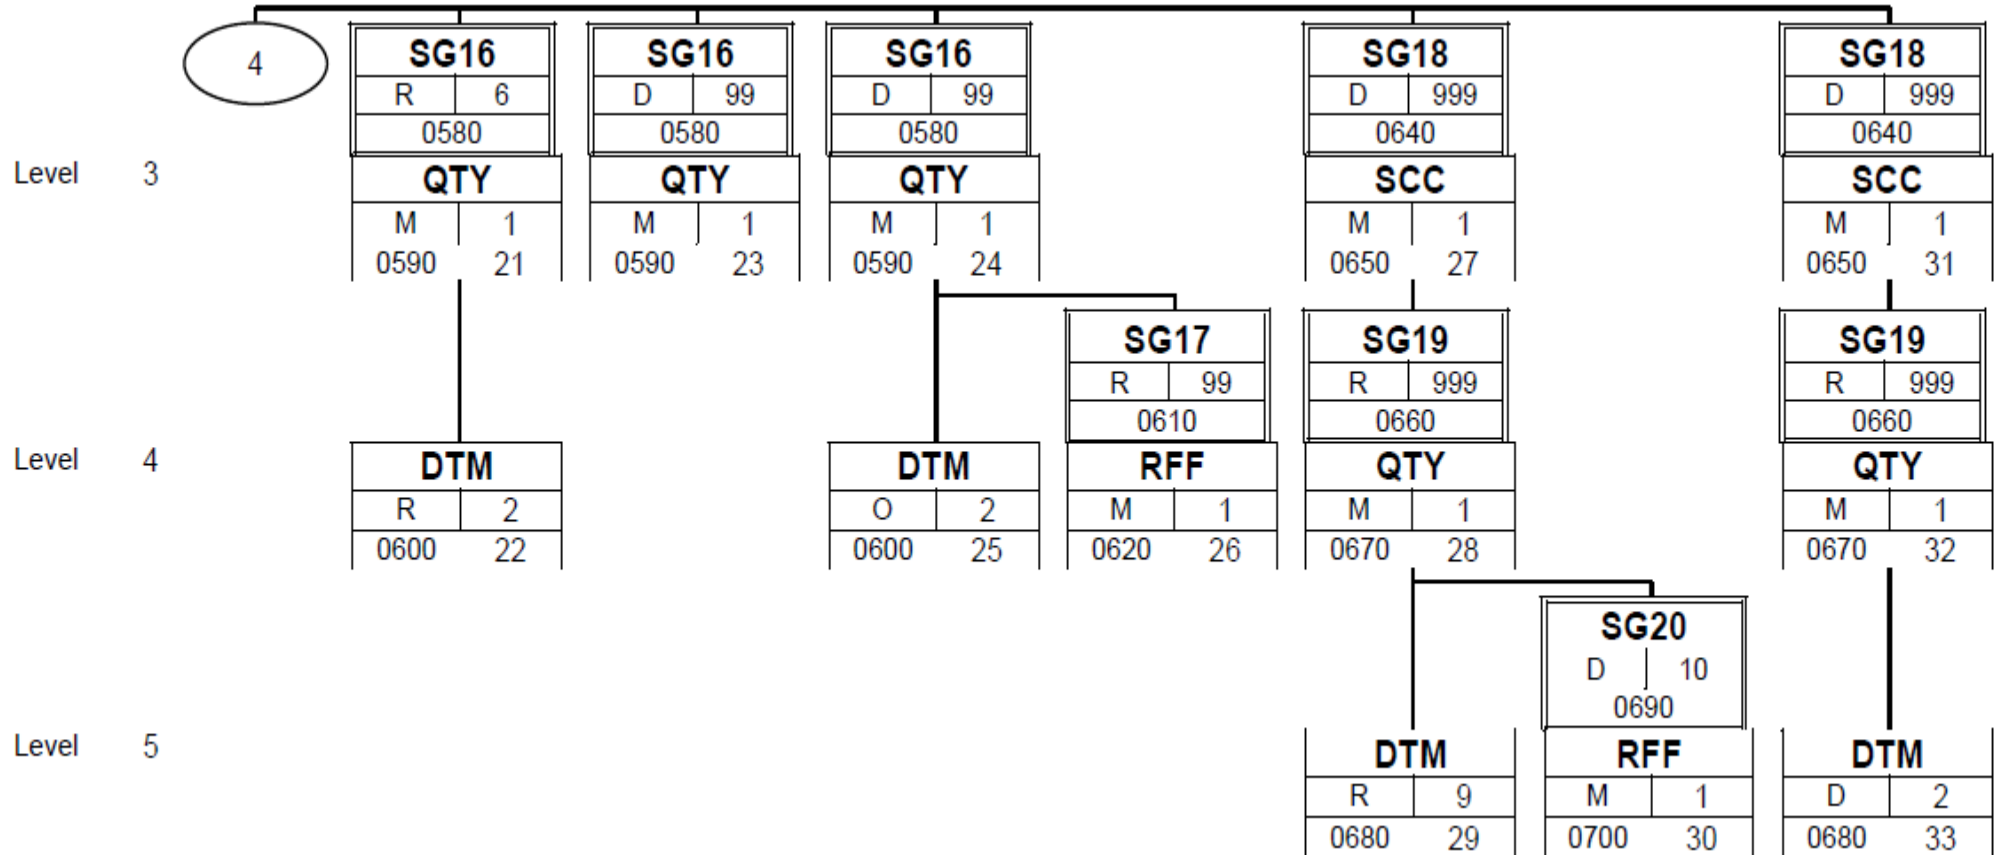 4
SG16 SG16 SG16 SG18 SG18
R 6 D 99 D 99 D 999 D 999
0580 0580 0580 0640 0640
Level 3 QTY QTY QTY SCC SCC
M 1 M 1 M 1 M 1 M 1
0590 21 0590 23 0590 24 0650 27 0650 31
SG17 SG19 SG19
R 99 R 999 R 999
0610 0660 0660
Level 4 DTM DTM RFF QTY QTY
R 2 O 2 M 1 M 1 M 1
0600 22 0600 25 0620 26 0670 28 0670 32
SG20
D 10
0690
Level 5 DTM RFF DTM
R 9 M 1 D 2
0680 29 0700 30 0680 33